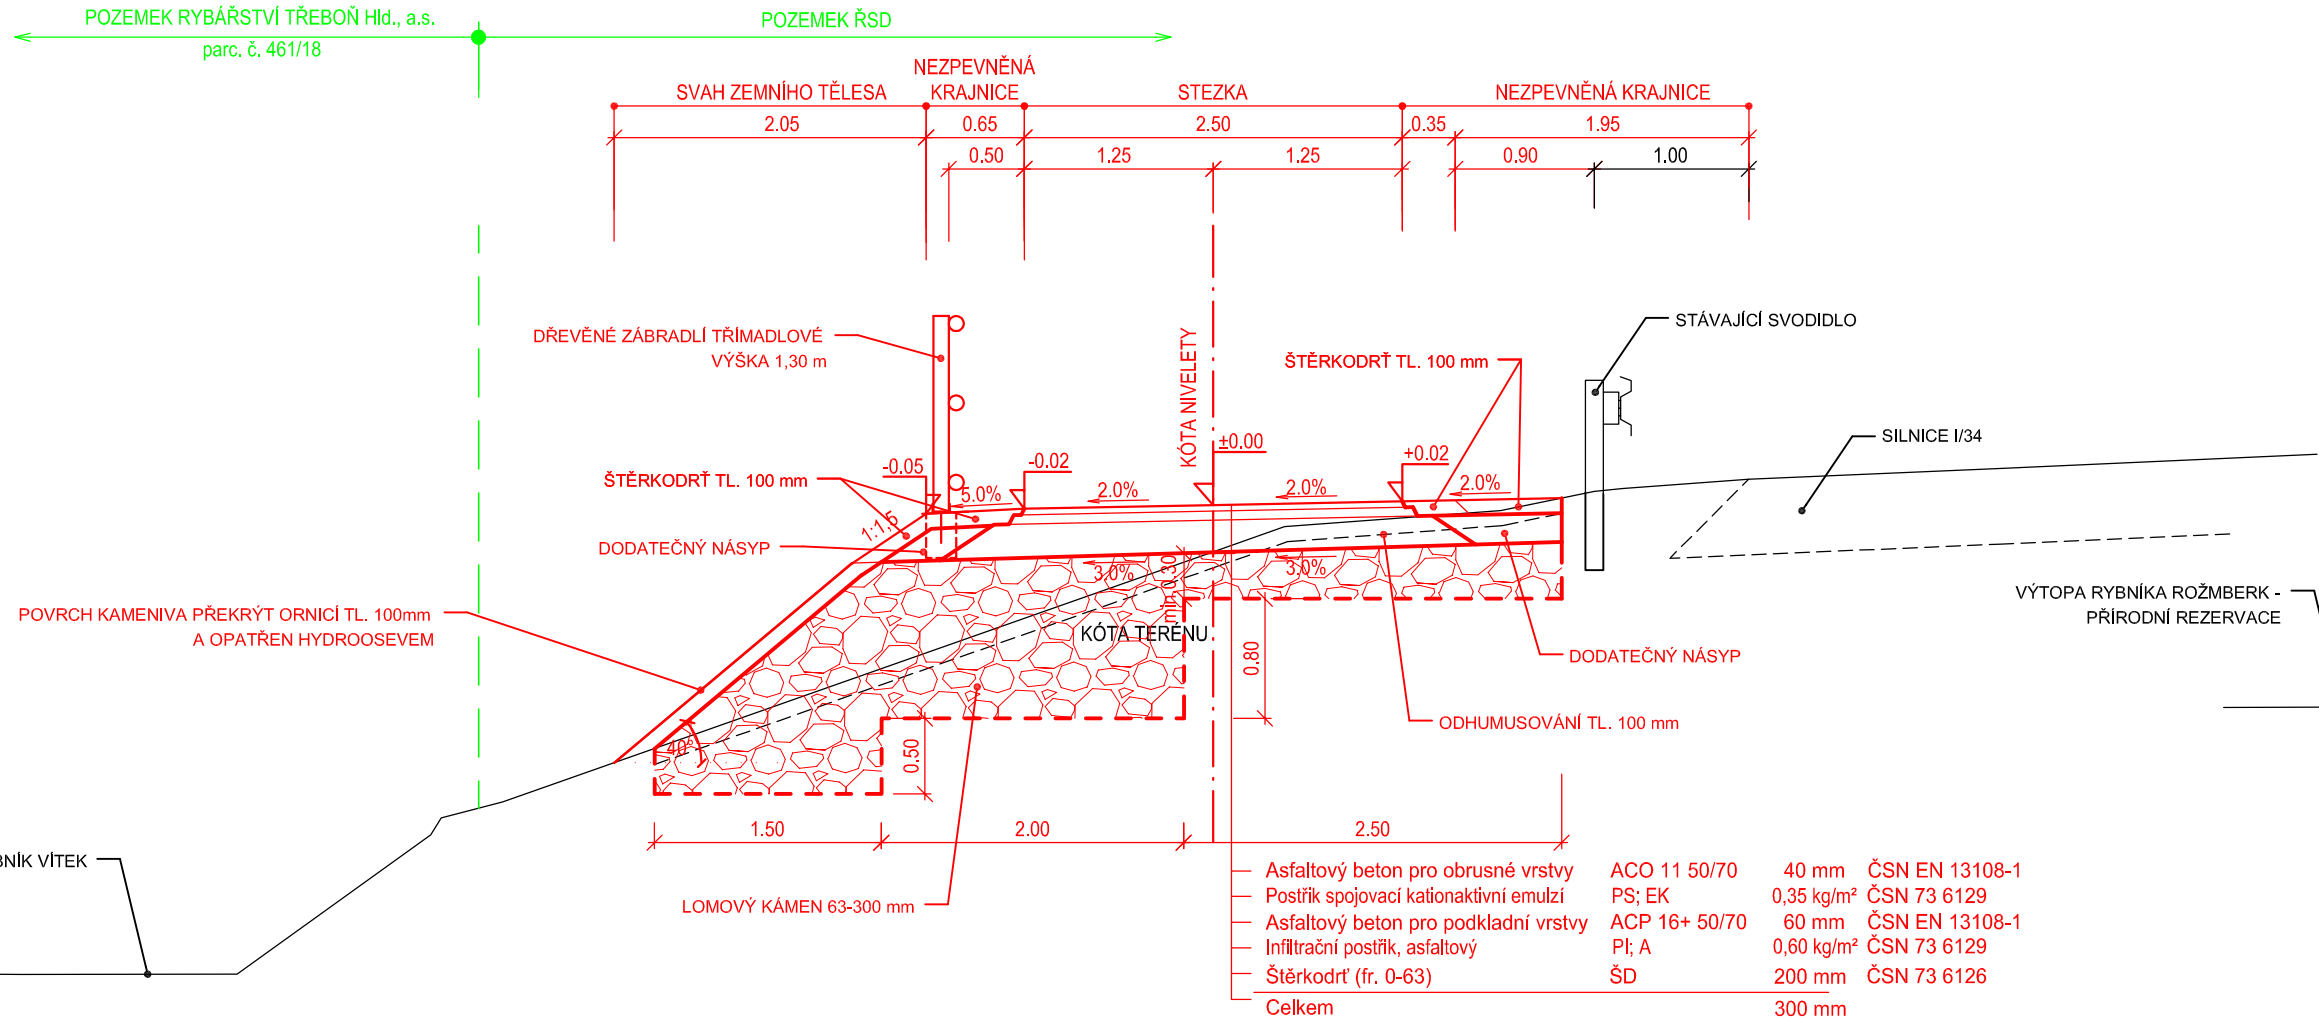 POZEMEK RYBÁŘSTVÍ TŘEBOŇ Hld., a.s.
parc. č. 461/18
POZEMEK ŘSD
SVAH ZEMNÍHO TĚLESA
NEZPEVNĚNÁ
KRAJNICE
STEZKA
NEZPEVNĚNÁ KRAJNICE
2.05
0.65
2.50
0.35
1.95
0.50
1.25
1.25
0.90
1.00
DŘEVĚNÉ ZÁBRADLÍ TŘÍMADLOVÉ
VÝŠKA 1,30 m
KÓTA NIVELETY
ŠTĚRKODRŤ TL. 100 mm
STÁVAJÍCÍ SVODIDLO
SILNICE I/34
±0.00
+0.02
-0.05
-0.02
ŠTĚRKODRŤ TL. 100 mm
5.0%
2.0%
2.0%
2.0%
1:1,5
DODATEČNÝ NÁSYP
3.0%
3.0%
min 0.30
POVRCH KAMENIVA PŘEKRÝT ORNICÍ TL. 100mm
A OPATŘEN HYDROOSEVEM
KÓTA TERÉNU
0.80
VÝTOPA RYBNÍKA ROŽMBERK -
PŘÍRODNÍ REZERVACE
DODATEČNÝ NÁSYP
ODHUMUSOVÁNÍ TL. 100 mm
40°
0.50
1.50
2.00
2.50
BNÍK VÍTEK
LOMOVÝ KÁMEN 63-300 mm
Asfaltový beton pro obrusné vrstvy ACO 11 50/70 40 mm ČSN EN 13108-1
Postřik spojovací kationaktivní emulzí PS; EK 0,35 kg/m² ČSN 73 6129
Asfaltový beton pro podkladní vrstvy ACP 16+ 50/70 60 mm ČSN EN 13108-1
Infiltrační postřik, asfaltový PI; A 0,60 kg/m² ČSN 73 6129
Štěrkodrť (fr. 0-63) ŠD 200 mm ČSN 73 6126
Celkem 300 mm